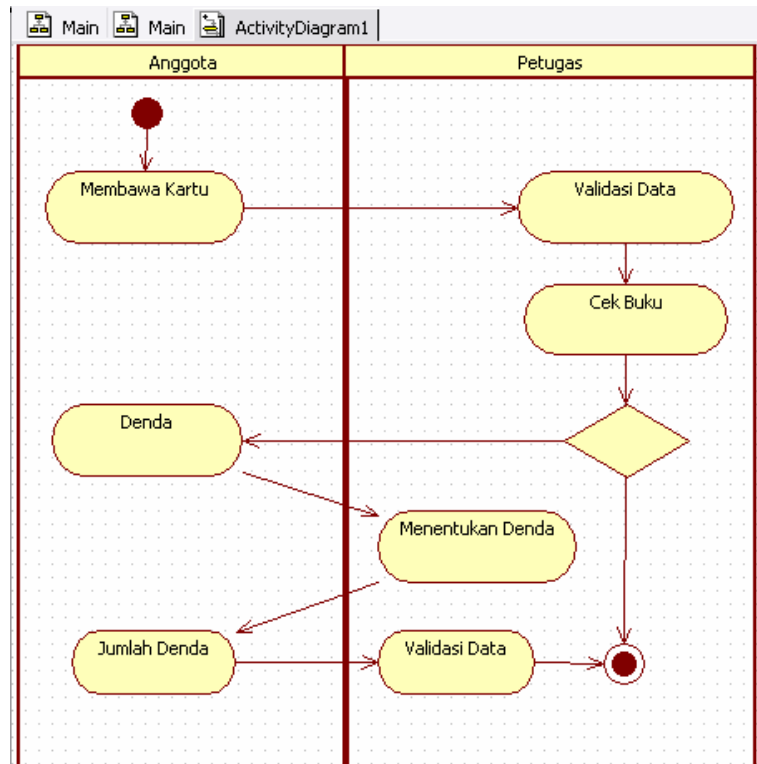 Main Main ActivityDiagram1
Anggota Petugas
Membawa Kartu Validasi Data
Cek Buku
Denda
Menentukan Denda
Jumlah Denda Validasi Data